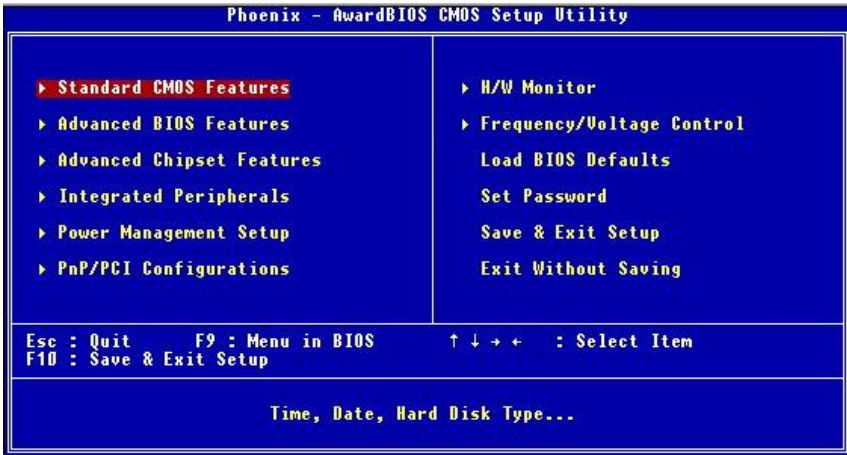 Phoenix - AwardBIOS CMOS Setup Utility
▸ Standard CMOS Features
▸ Advanced BIOS Features
▸ Advanced Chipset Features
▸ Integrated Peripherals
▸ Power Management Setup
▸ PnP/PCI Configurations
▸ H/W Monitor
▸ Frequency/Voltage Control
Load BIOS Defaults
Set Password
Save & Exit Setup
Exit Without Saving
Esc : Quit F9 : Menu in BIOS ↑ ↓ → ← : Select Item
F10 : Save & Exit Setup
Time, Date, Hard Disk Type...